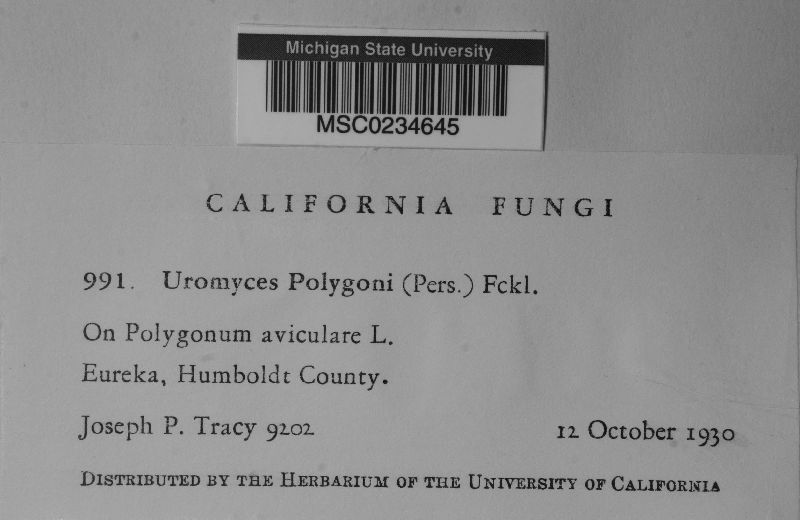 Michigan State University
MSC0234645
CALIFORNIA FUNGI
991. Uromyces Polygoni (Pers.) Fckl.
On Polygonum aviculare L.
Eureka, Humboldt County.
Joseph P. Tracy 9202 12 October 1930
DISTRIBUTED BY THE HERBARIUM OF THE UNIVERSITY OF CALIFORNIA